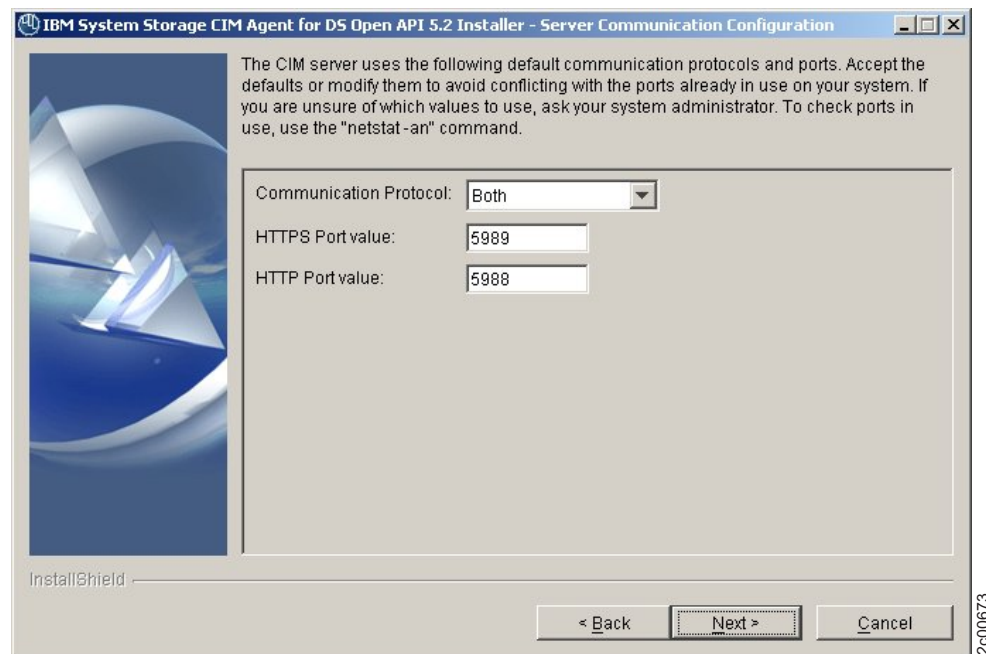 IBM System Storage CIM Agent for DS Open API 5.2 Installer - Server Communication Configuration
The CIM server uses the following default communication protocols and ports. Accept the
defaults or modify them to avoid conflicting with the ports already in use on your system. If
you are unsure of which values to use, ask your system administrator. To check ports in
use, use the "netstat -an" command.
Communication Protocol: Both
HTTPS Port value: 5989
HTTP Port value: 5988
InstallShield
< Back Next > Cancel
2c00673